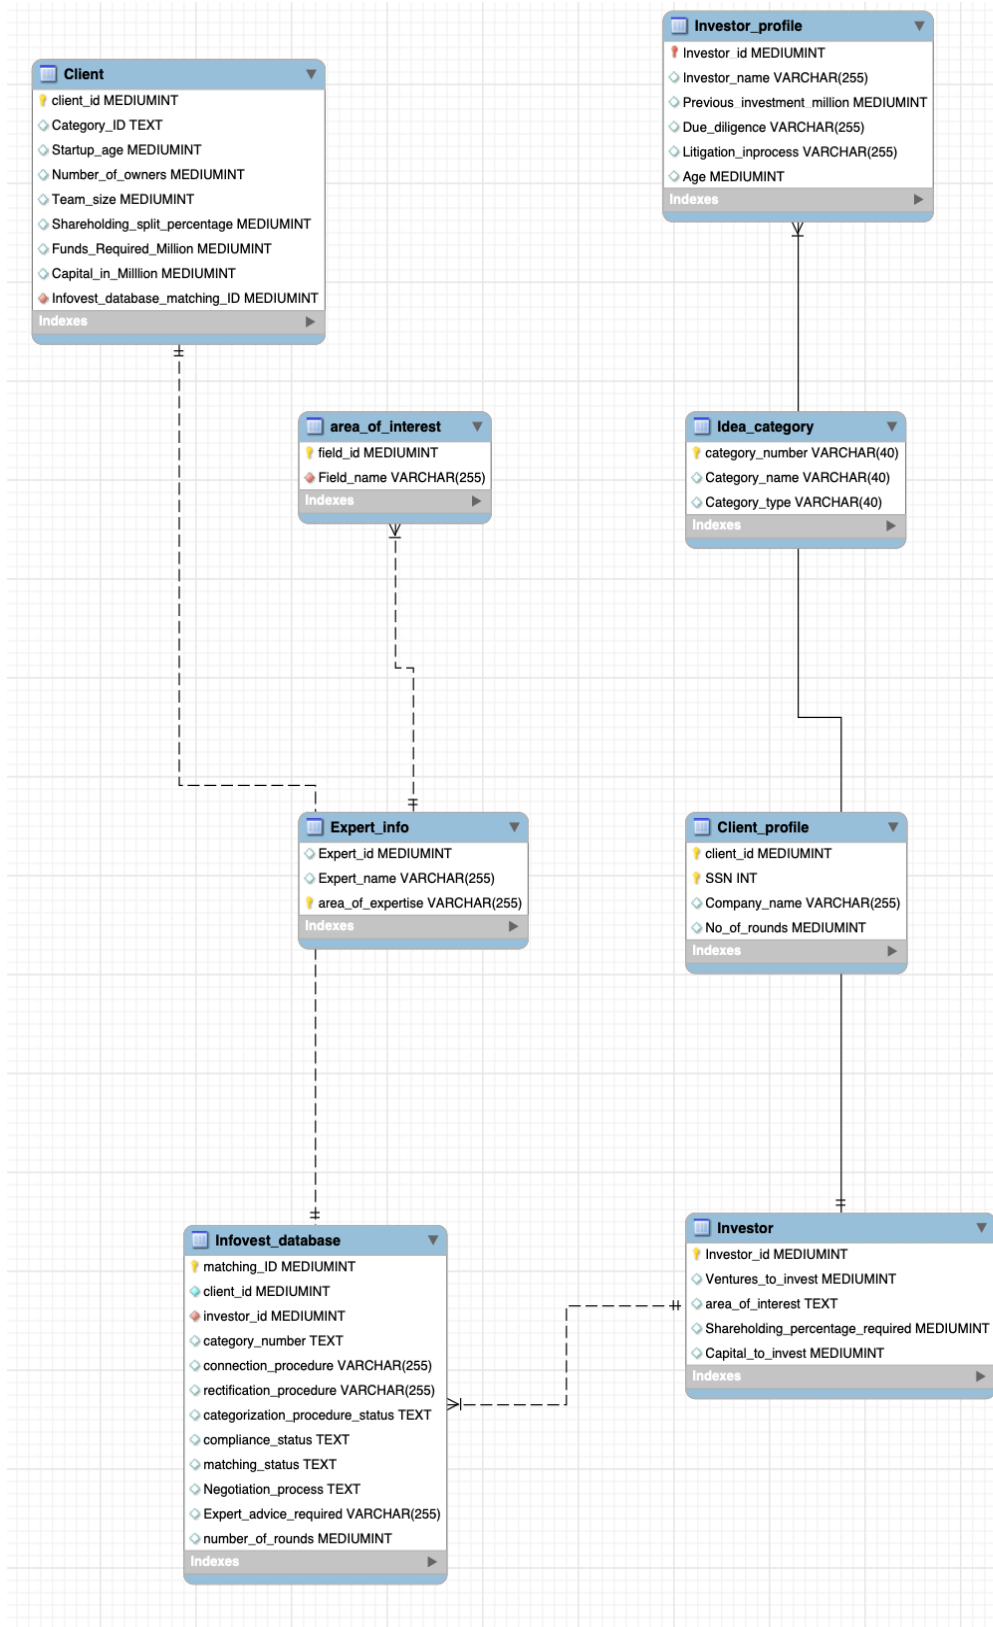 Investor_profile
Investor_id MEDIUMINT
Investor_name VARCHAR(255)
Previous_investment_million MEDIUMINT
Due_diligence VARCHAR(255)
Litigation_inprocess VARCHAR(255)
Age MEDIUMINT
Indexes
Client
client_id MEDIUMINT
Category_ID TEXT
Startup_age MEDIUMINT
Number_of_owners MEDIUMINT
Team_size MEDIUMINT
Shareholding_split_percentage MEDIUMINT
Funds_Required_Million MEDIUMINT
Capital_in_Milllion MEDIUMINT
Infovest_database_matching_ID MEDIUMINT
Indexes
area_of_interest
field_id MEDIUMINT
Field_name VARCHAR(255)
Indexes
Idea_category
category_number VARCHAR(40)
Category_name VARCHAR(40)
Category_type VARCHAR(40)
Indexes
Expert_info
Expert_id MEDIUMINT
Expert_name VARCHAR(255)
area_of_expertise VARCHAR(255)
Indexes
Client_profile
client_id MEDIUMINT
SSN INT
Company_name VARCHAR(255)
No_of_rounds MEDIUMINT
Indexes
Infovest_database
matching_ID MEDIUMINT
client_id MEDIUMINT
investor_id MEDIUMINT
category_number TEXT
connection_procedure VARCHAR(255)
rectification_procedure VARCHAR(255)
categorization_procedure_status TEXT
compliance_status TEXT
matching_status TEXT
Negotiation_process TEXT
Expert_advice_required VARCHAR(255)
number_of_rounds MEDIUMINT
Indexes
Investor
Investor_id MEDIUMINT
Ventures_to_invest MEDIUMINT
area_of_interest TEXT
Shareholding_percentage_required MEDIUMINT
Capital_to_invest MEDIUMINT
Indexes